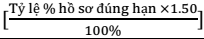 [Tỷ lệ % hồ sơ đúng hạn ×1.50
100%]